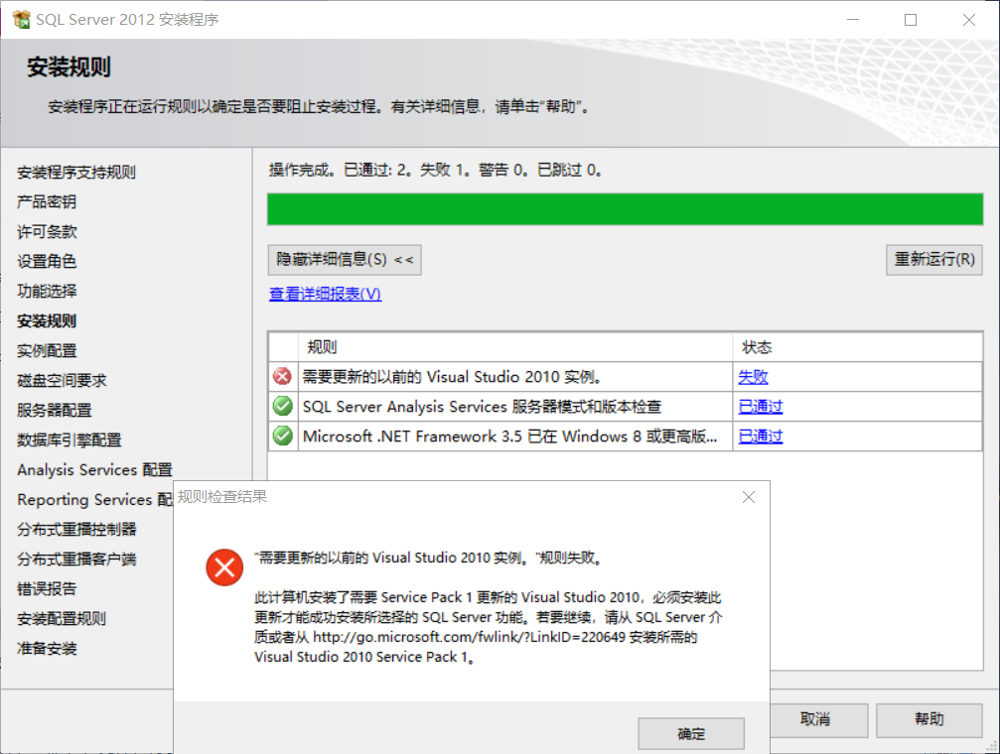 SQL Server 2012 安装程序
安装规则
安装程序正在运行规则以确定是否要阻止安装过程。有关详细信息，请单击“帮助”。
安装程序支持规则
产品密钥
许可条款
设置角色
功能选择
安装规则
实例配置
磁盘空间要求
服务器配置
数据库引擎配置
Analysis Services 配置
Reporting Services 配
分布式重播控制器
分布式重播客户端
错误报告
安装配置规则
准备安装
操作完成。已通过: 2。失败 1。警告 0。已跳过 0。
隐藏详细信息(S) <<
重新运行(R)
查看详细报表(V)
规则 状态
需要更新的以前的 Visual Studio 2010 实例。 失败
SQL Server Analysis Services 服务器模式和版本检查 已通过
Microsoft .NET Framework 3.5 已在 Windows 8 或更高版... 已通过
规则检查结果
“需要更新的以前的 Visual Studio 2010 实例。”规则失败。
此计算机安装了需要 Service Pack 1 更新的 Visual Studio 2010，必须安装此
更新才能成功安装所选择的 SQL Server 功能。若要继续，请从 SQL Server 介
质或者从 http://go.microsoft.com/fwlink/?LinkID=220649 安装所需的
Visual Studio 2010 Service Pack 1。
确定
取消
帮助